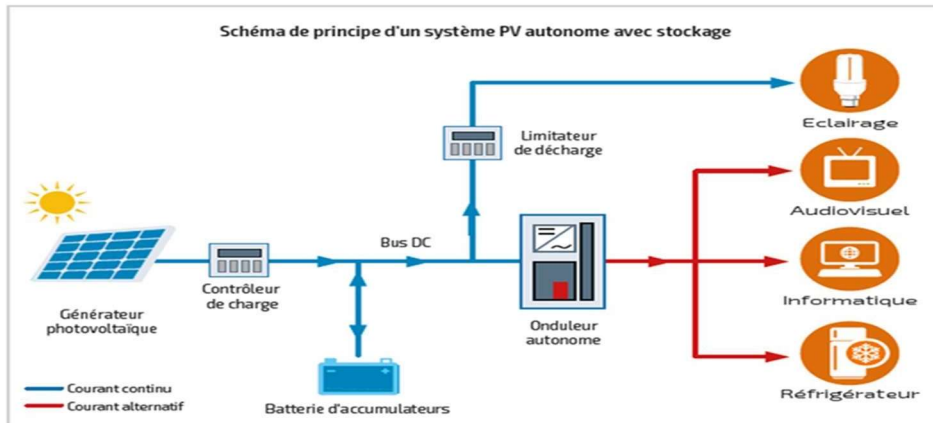 Schéma de principe d'un système PV autonome avec stockage
Eclairage
Limitateur
de décharge
Audiovisuel
Bus DC
Contrôleur
de charge
Informatique
Générateur
photovoltaïque
Onduleur
autonome
Réfrigérateur
Courant continu
Courant alternatif
Batterie d'accumulateurs